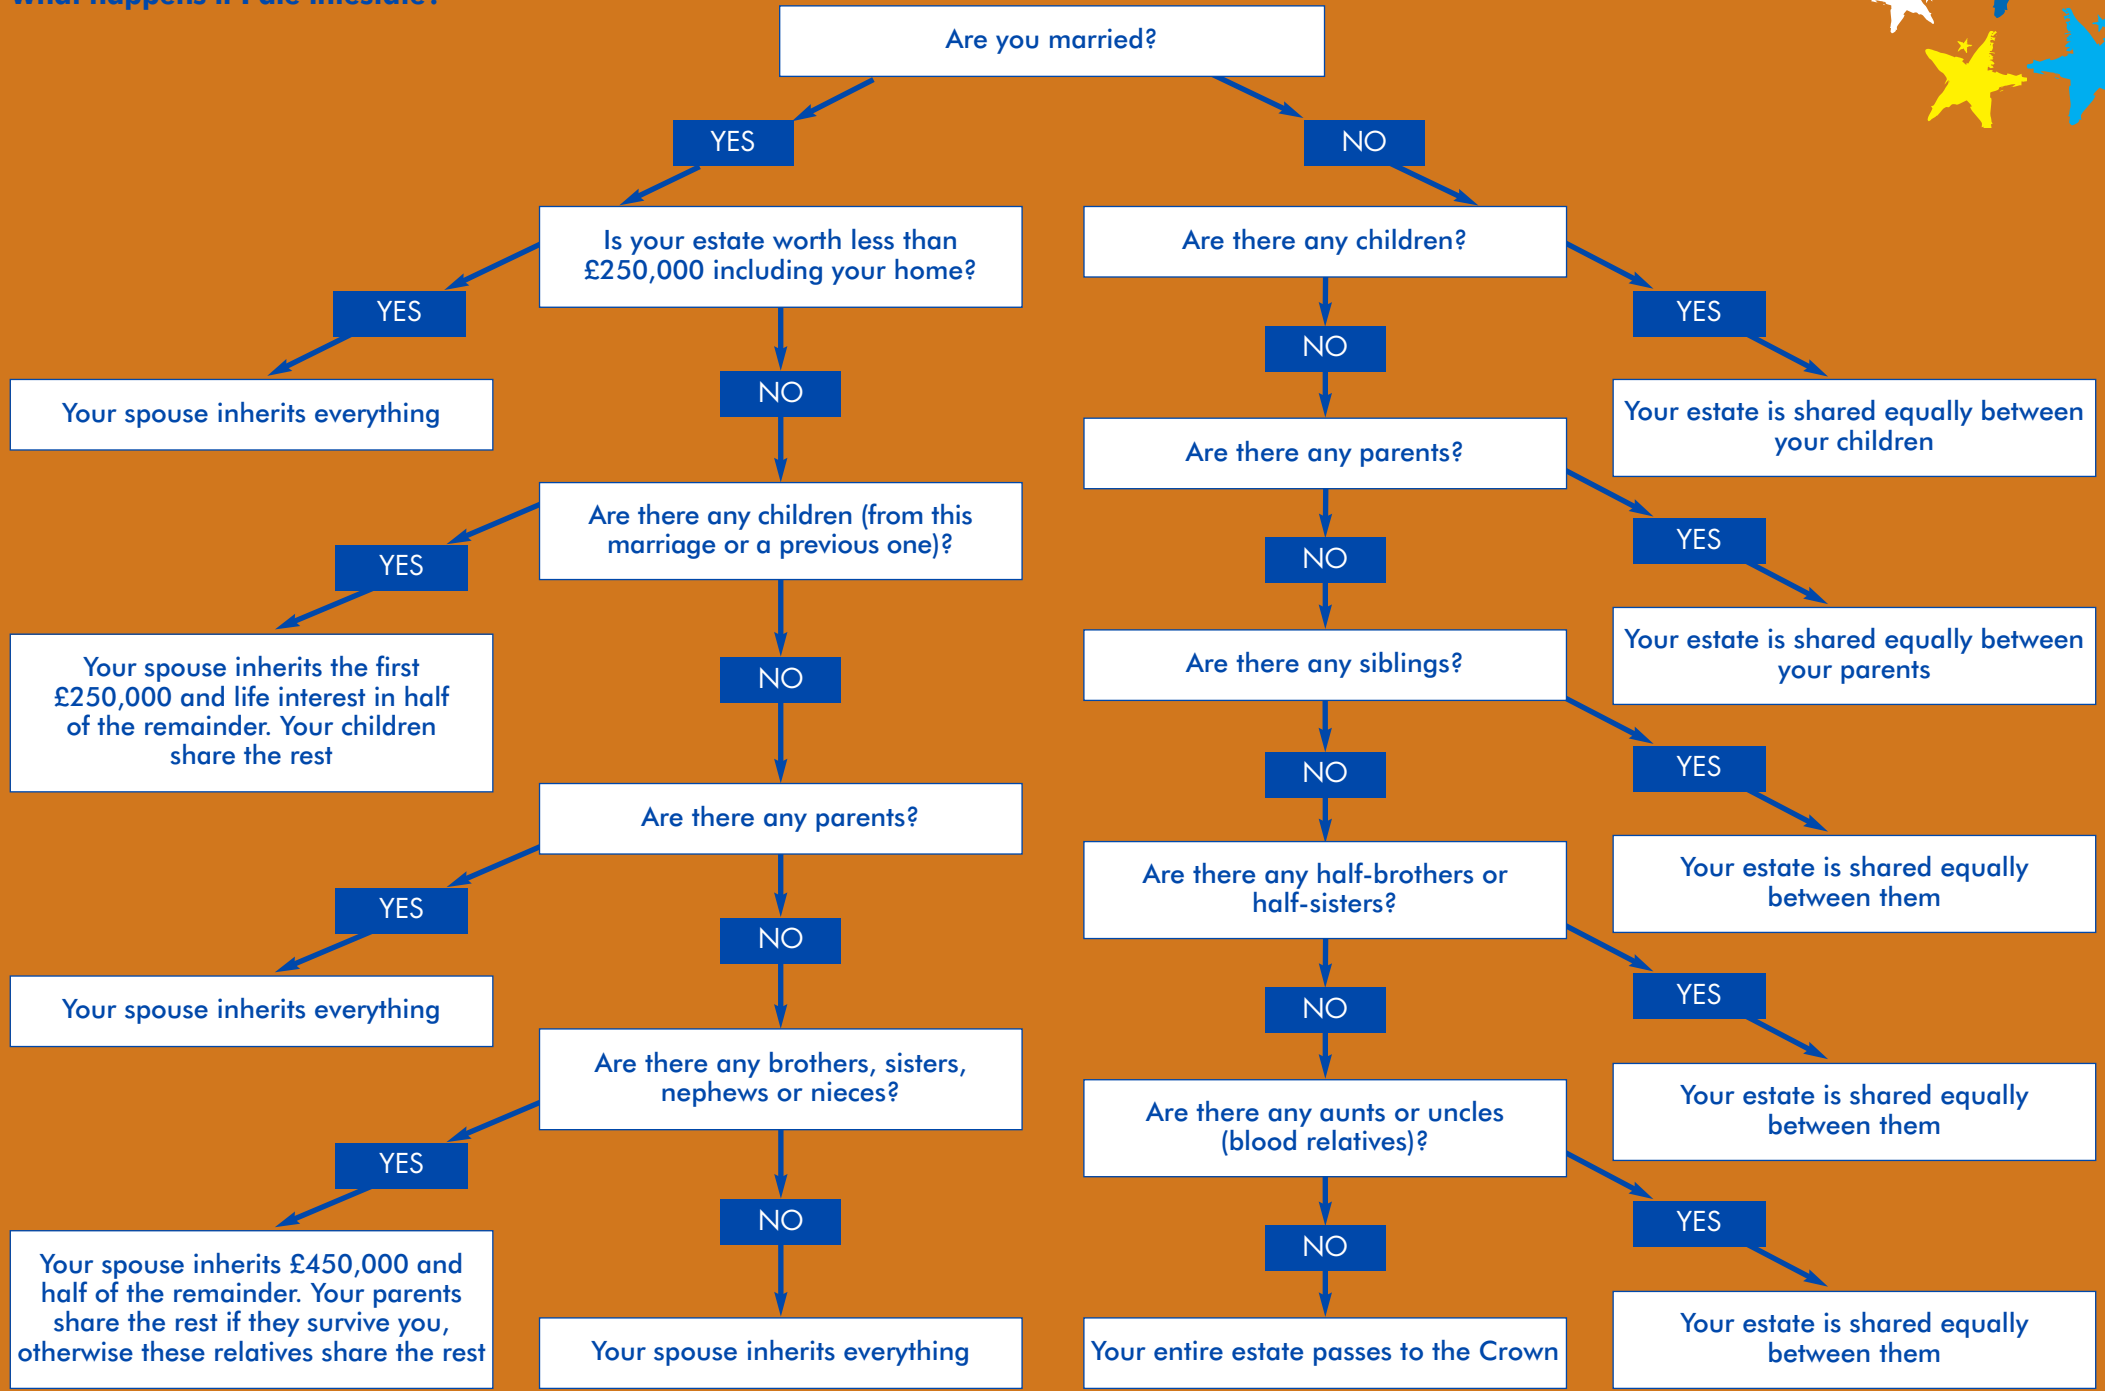 What happens if I die intestate?
Are you married?
YES
NO
Is your estate worth less than
£250,000 including your home?
Are there any children?
YES
YES
NO
NO
Your spouse inherits everything
Your estate is shared equally between
your children
Are there any parents?
Are there any children (from this
marriage or a previous one)?
YES
NO
YES
Your spouse inherits the first
£250,000 and life interest in half
of the remainder. Your children
share the rest
Your estate is shared equally between
your parents
Are there any siblings?
NO
NO
YES
Are there any parents?
Your estate is shared equally
between them
Are there any half-brothers or
half-sisters?
YES
NO
NO
YES
Your spouse inherits everything
Are there any brothers, sisters,
nephews or nieces?
Your estate is shared equally
between them
Are there any aunts or uncles
(blood relatives)?
YES
NO
NO
YES
Your spouse inherits £450,000 and
half of the remainder. Your parents
share the rest if they survive you,
otherwise these relatives share the rest
Your spouse inherits everything
Your entire estate passes to the Crown
Your estate is shared equally
between them